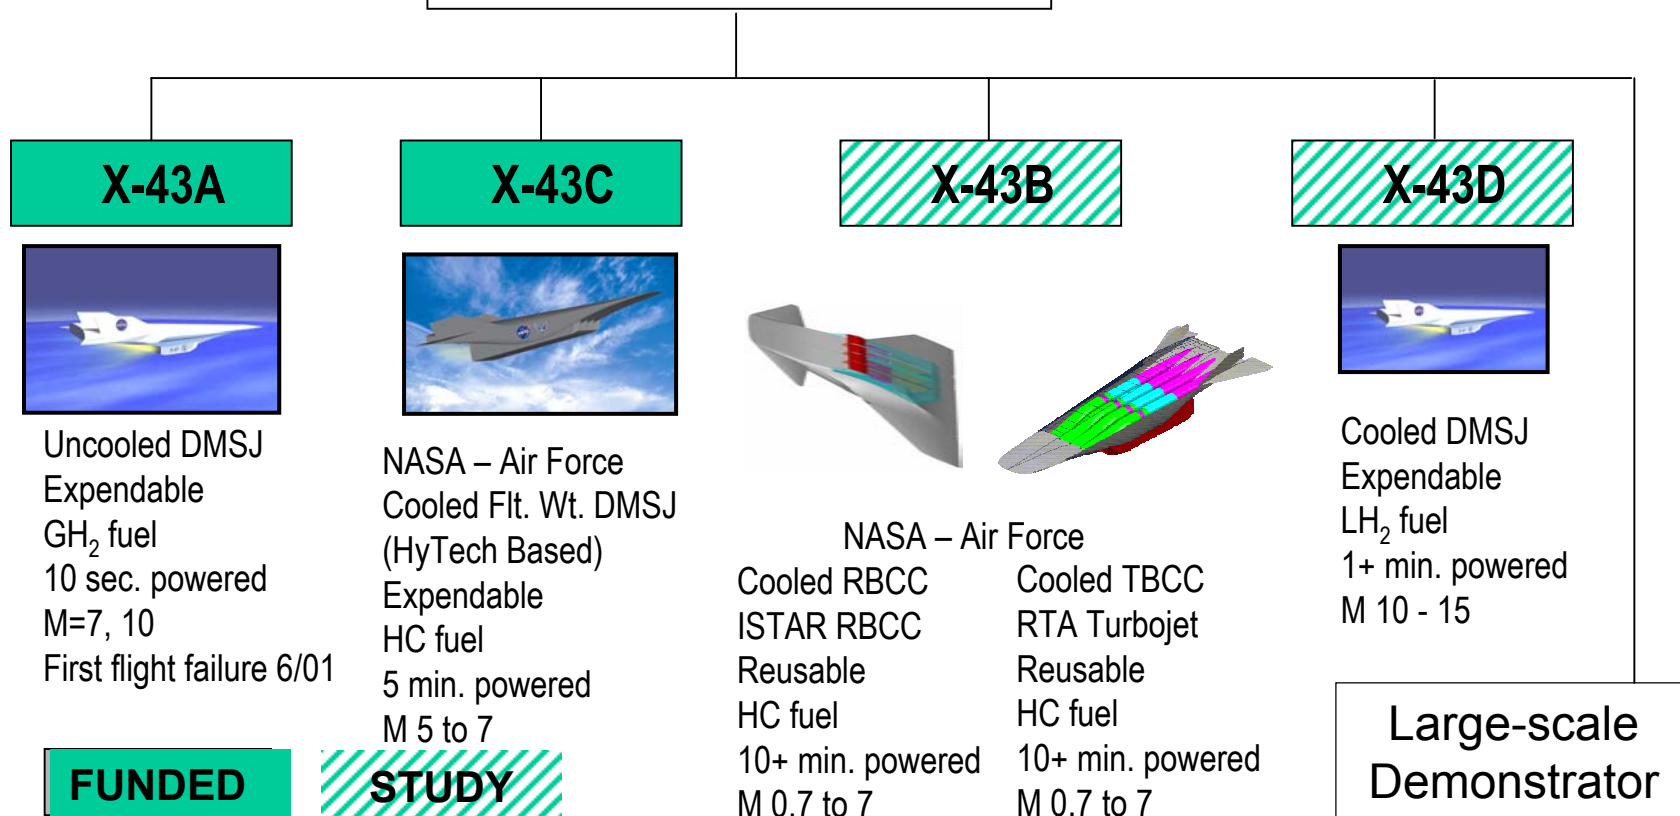 X-43A
X-43C
X-43B
X-43D
Uncooled DMSJ
Expendable
GH₂ fuel
10 sec. powered
M=7, 10
First flight failure 6/01
NASA – Air Force
Cooled Flt. Wt. DMSJ
(HyTech Based)
Expendable
HC fuel
5 min. powered
M 5 to 7
NASA – Air Force
Cooled RBCC
ISTAR RBCC
Reusable
HC fuel
10+ min. powered
M 0.7 to 7
Cooled TBCC
RTA Turbojet
Reusable
HC fuel
10+ min. powered
M 0.7 to 7
Cooled DMSJ
Expendable
LH₂ fuel
1+ min. powered
M 10 - 15
Large-scale
Demonstrator
FUNDED
STUDY